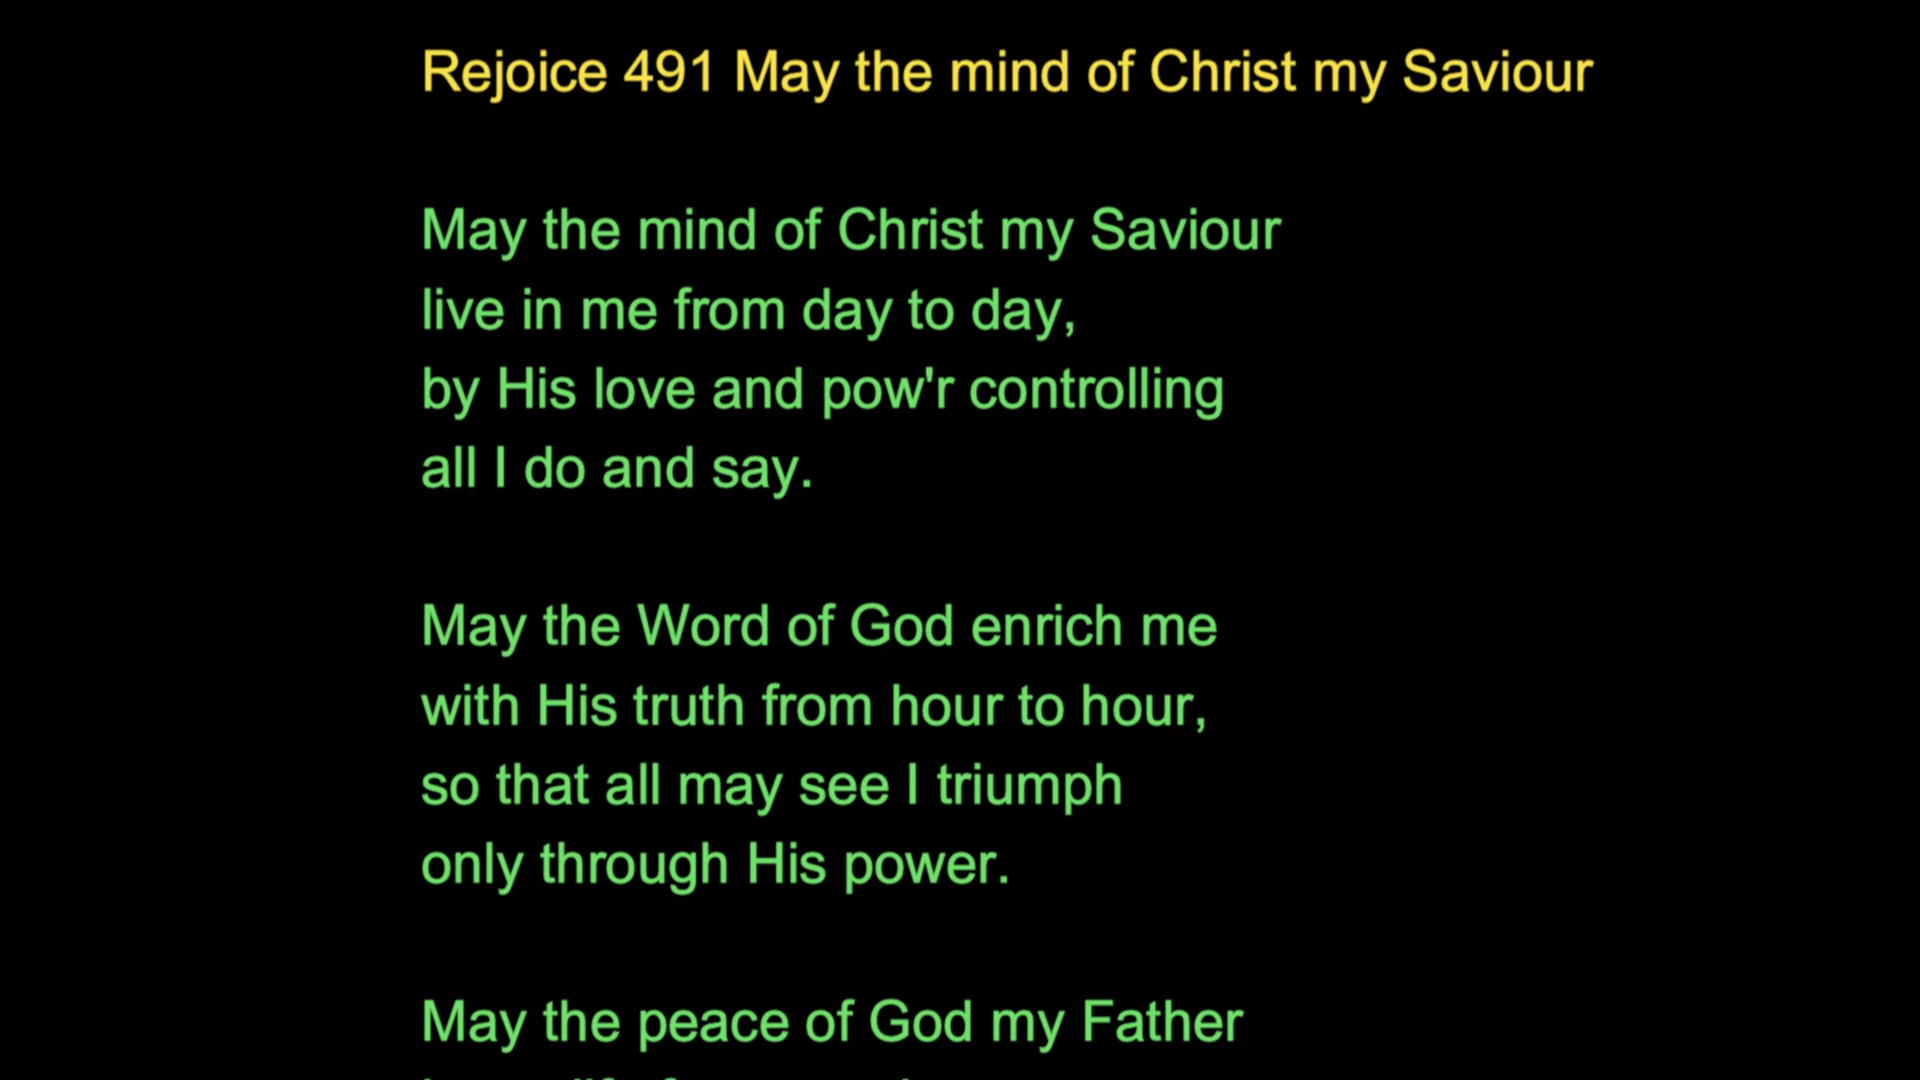 Rejoice 491 May the mind of Christ my Saviour
May the mind of Christ my Saviour
live in me from day to day,
by His love and pow'r controlling
all I do and say.
May the Word of God enrich me
with His truth from hour to hour,
so that all may see I triumph
only through His power.
May the peace of God my Father